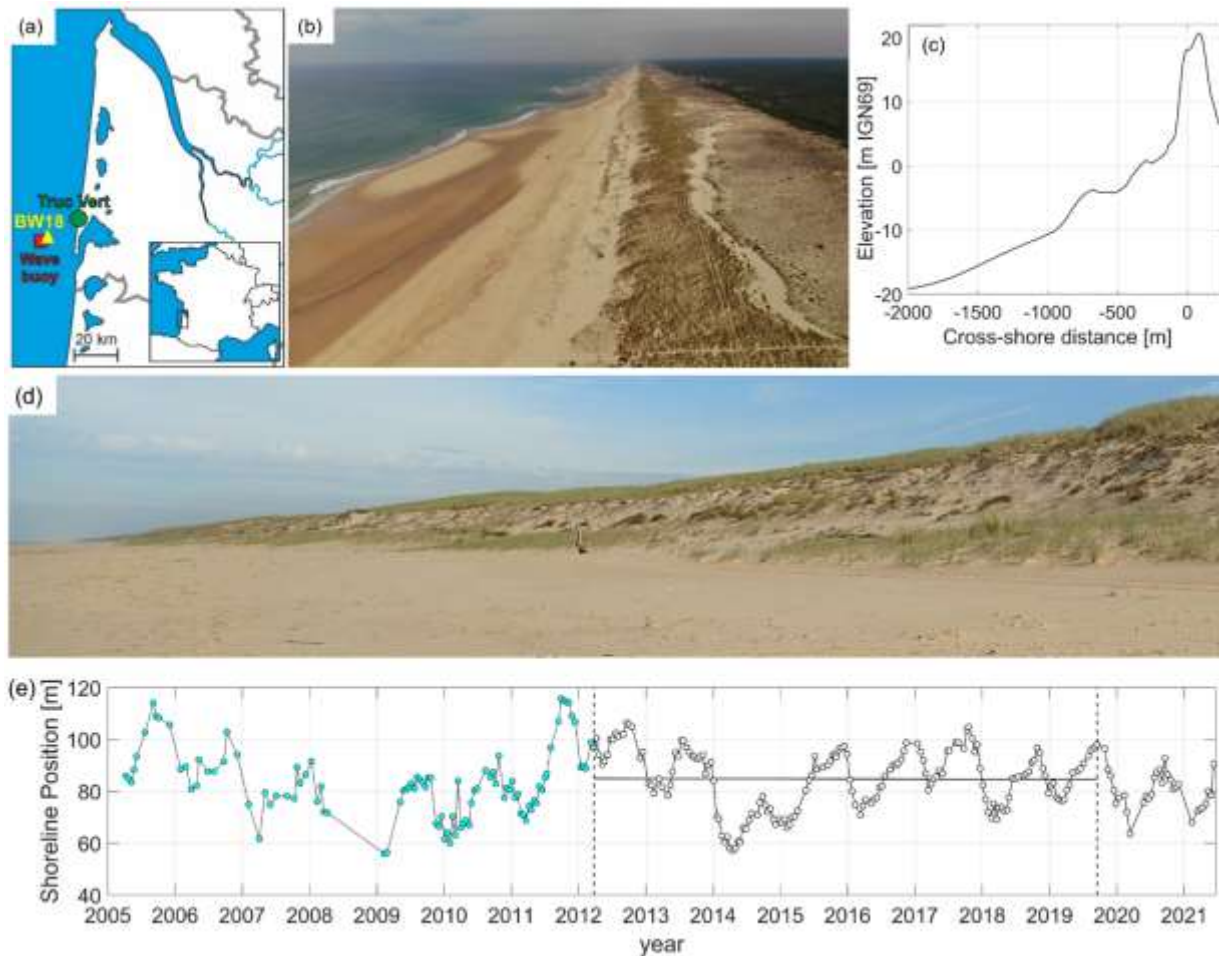 (a)
Truc Vert
BW18
Wave
buoy
20 km
(b)
(c)
Elevation [m IGN69]
20
10
0
-10
-20
-2000 -1500 -1000 -500 0
Cross-shore distance [m]
(d)
(e)
Shoreline Position [m]
120
100
80
60
40
2005 2006 2007 2008 2009 2010 2011 2012 2013 2014 2015 2016 2017 2018 2019 2020 2021
year